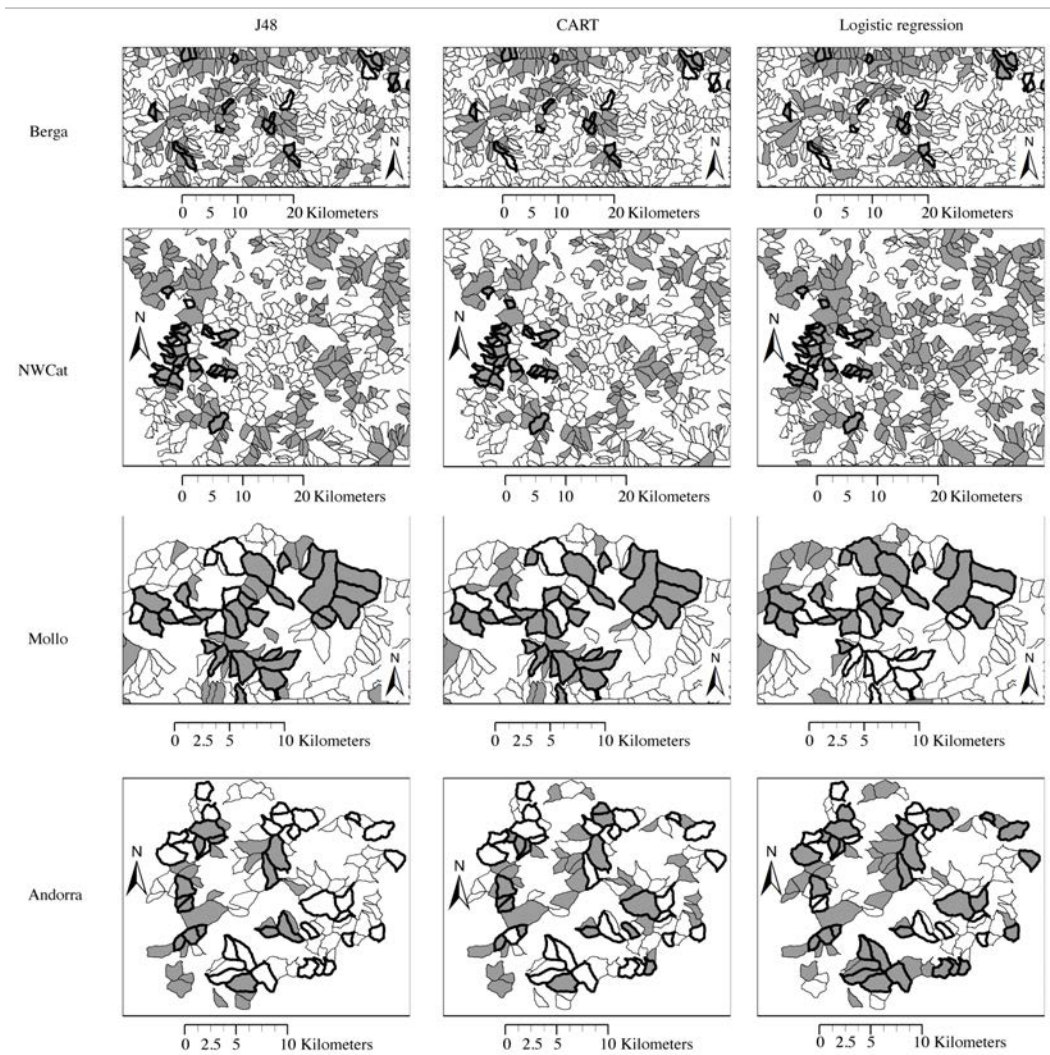 J48 CART Logistic regression
Berga
N N N
0 5 10 20 Kilometers 0 5 10 20 Kilometers 0 5 10 20 Kilometers
N N N
NWCat
0 5 10 20 Kilometers 0 5 10 20 Kilometers 0 5 10 20 Kilometers
Mollo
N N N
0 2.5 5 10 Kilometers 0 2.5 5 10 Kilometers 0 2.5 5 10 Kilometers
N N N
Andorra
0 2.5 5 10 Kilometers 0 2.5 5 10 Kilometers 0 2.5 5 10 Kilometers